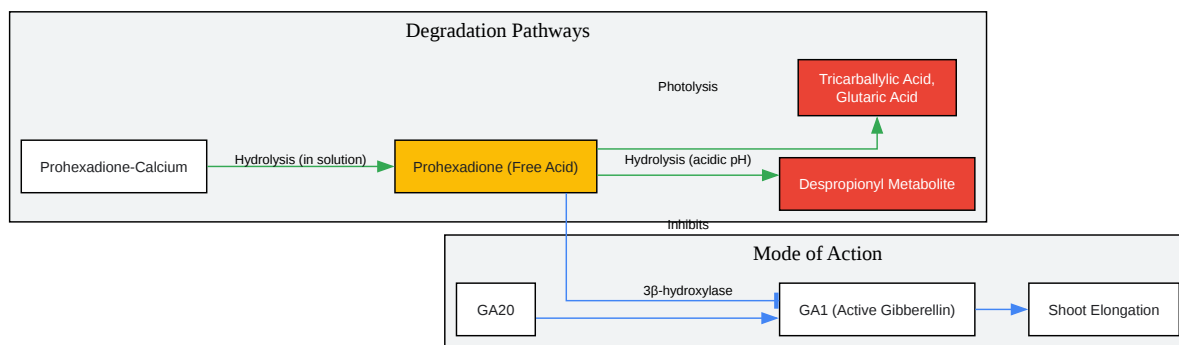 Degradation Pathways
Photolysis
Tricarballylic Acid,
Glutaric Acid
Prohexadione-Calcium
Hydrolysis (in solution)
Prohexadione (Free Acid)
Hydrolysis (acidic pH)
Despropionyl Metabolite
Inhibits
Mode of Action
3β-hydroxylase
GA20
GA1 (Active Gibberellin)
Shoot Elongation